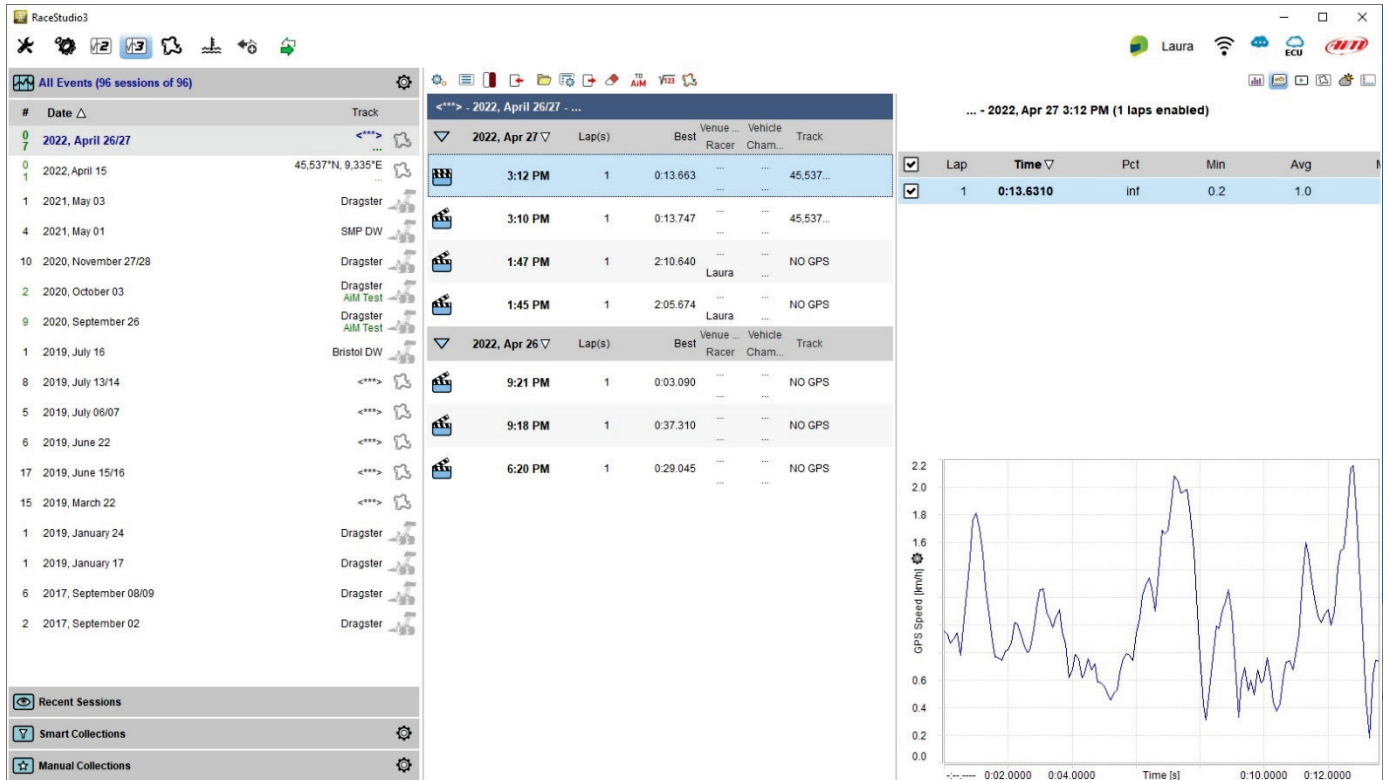 RaceStudio3
Laura
ECU
AiM
All Events (96 sessions of 96)
# Date △ Track
0 7 2022, April 26/27 <***> ...
0 1 2022, April 15 45,537°N, 9,335°E ...
1 2021, May 03 Dragster
4 2021, May 01 SMP DW
10 2020, November 27/28 Dragster
2 2020, October 03 Dragster AiM Test
9 2020, September 26 Dragster AiM Test
1 2019, July 16 Bristol DW
8 2019, July 13/14 <***>
5 2019, July 06/07 <***>
6 2019, June 22 <***>
17 2019, June 15/16 <***>
15 2019, March 22 <***>
1 2019, January 24 Dragster
1 2019, January 17 Dragster
6 2017, September 08/09 Dragster
2 2017, September 02 Dragster
Recent Sessions
Smart Collections
Manual Collections
TO AiM √123
<***> - 2022, April 26/27 - ...
2022, Apr 27 ▽ Lap(s) Best Venue ... Racer Vehicle Cham... Track
3:12 PM 1 0:13.663 ... ... ... ... 45,537...
3:10 PM 1 0:13.747 ... ... ... ... 45,537...
1:47 PM 1 2:10.640 ... Laura ... ... NO GPS
1:45 PM 1 2:05.674 ... Laura ... ... NO GPS
2022, Apr 26 ▽ Lap(s) Best Venue ... Racer Vehicle Cham... Track
9:21 PM 1 0:03.090 ... ... ... ... NO GPS
9:18 PM 1 0:37.310 ... ... ... ... NO GPS
6:20 PM 1 0:29.045 ... ... ... ... NO GPS
... - 2022, Apr 27 3:12 PM (1 laps enabled)
Lap Time ▽ Pct Min Avg
1 0:13.6310 inf 0.2 1.0
2.2
2.0
1.8
1.6
GPS Speed [km/h]
0.6
0.4
0.2
0.0
-:--.---- 0:02.0000 0:04.0000 Time [s] 0:10.0000 0:12.0000